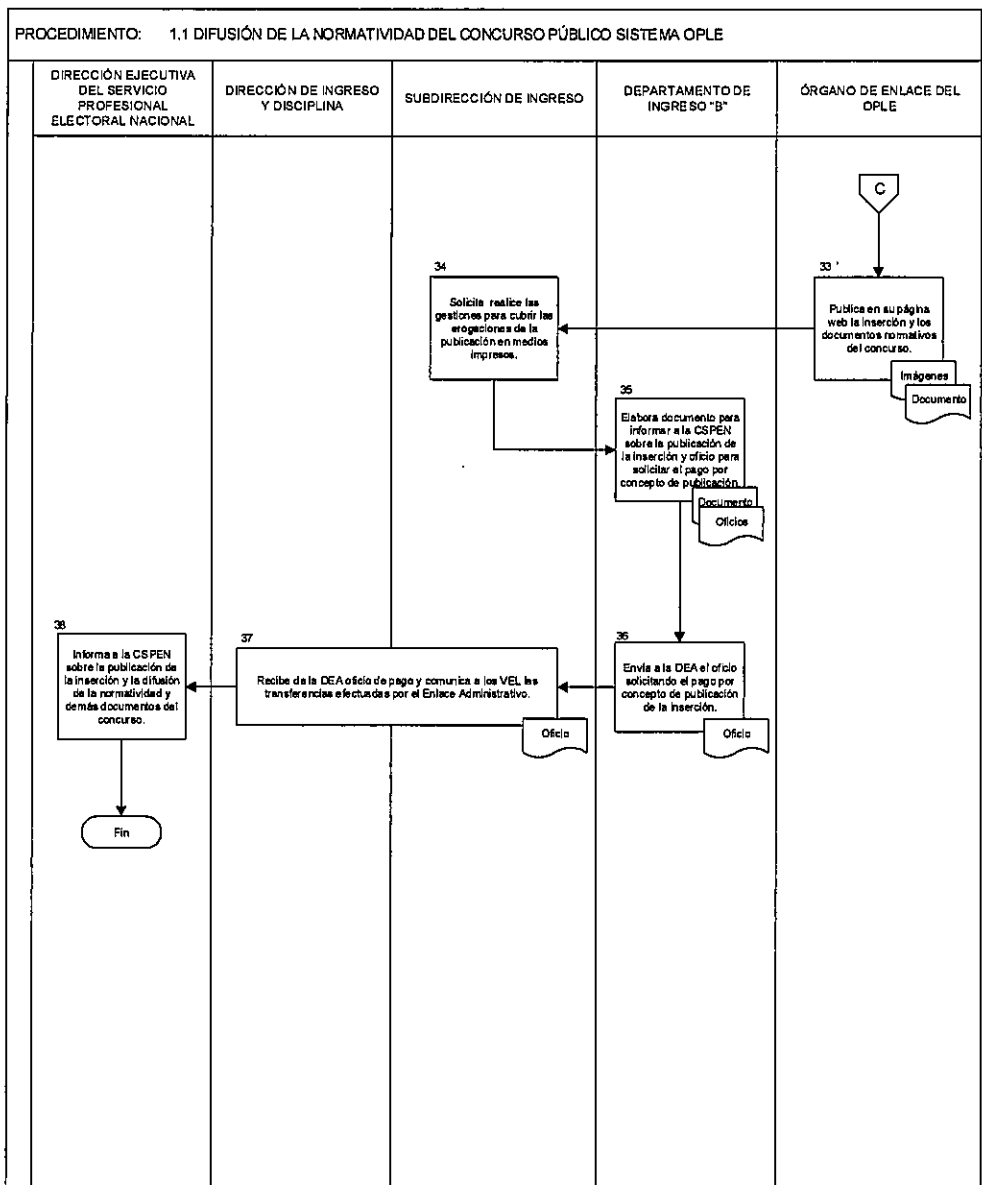 PROCEDIMIENTO: 1.1 DIFUSIÓN DE LA NORMATIVIDAD DEL CONCURSO PÚBLICO SISTEMA OPLE
DIRECCIÓN EJECUTIVA
DEL SERVICIO
PROFESIONAL
ELECTORAL NACIONAL
DIRECCIÓN DE INGRESO
Y DISCIPLINA
SUBDIRECCIÓN DE INGRESO
DEPARTAMENTO DE
INGRESO "B"
ÓRGANO DE ENLACE DEL
OPLE
C
33
Publica en su página
web la inserción y los
documentos normativos
del concurso.
Imágenes
Documento
34
Solicita realice las
gestiones para cubrir las
erogaciones de la
publicación en medios
impresos.
35
Elabora documento para
informar a la CSPEN
sobre la publicación de
la inserción y oficio para
solicitar el pago por
concepto de publicación.
Documento
Oficios
36
Envía a la DEA el oficio
solicitando el pago por
concepto de publicación
de la inserción.
Oficio
37
Recibe de la DEA oficio de pago y comunica a los VEL las
transferencias efectuadas por el Enlace Administrativo.
Oficio
38
Informa a la CSPEN
sobre la publicación de
la inserción y la difusión
de la normatividad y
demás documentos del
concurso.
Fin